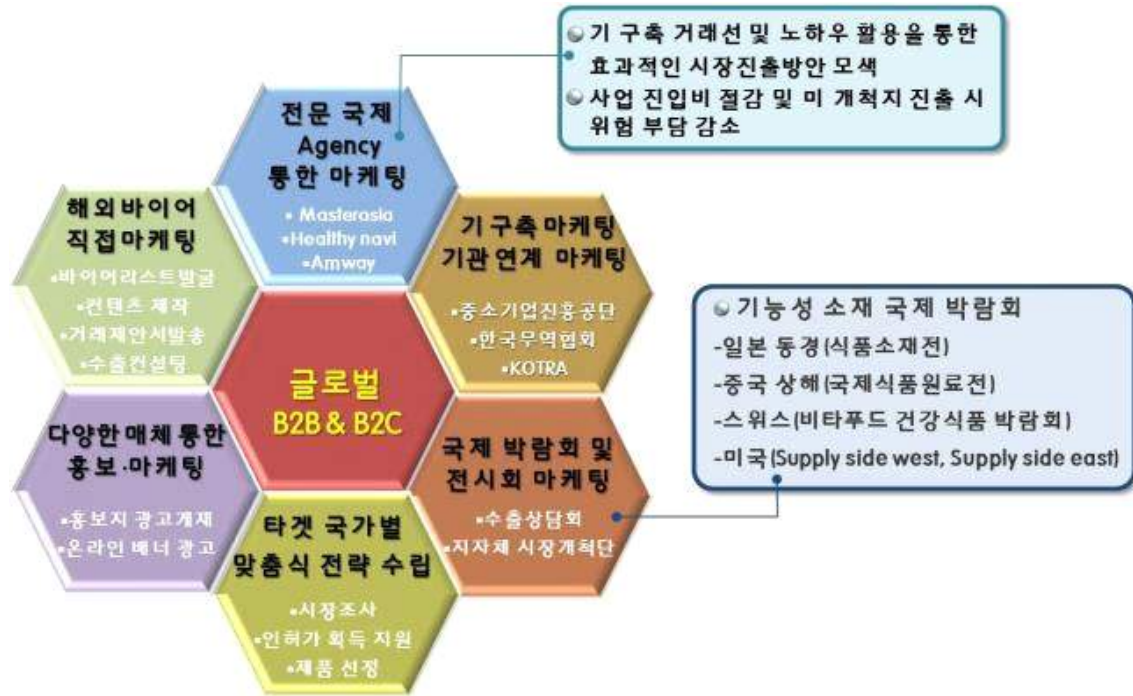 기 구축 거래선 및 노하우 활용을 통한
효과적인 시장진출방안 모색
사업 진입비 절감 및 미 개척지 진출 시
위험 부담 감소
전문 국제
Agency
통한 마케팅
▪ Masterasia
▪Healthy navi
▪Amway
해외바이어
직접마케팅
▪바이어리스트발굴
▪컨텐츠 제작
▪거래제안서발송
▪수출컨설팅
기 구축 마케팅
기관 연계 마케팅
▪중소기업진흥공단
▪한국무역협회
▪KOTRA
글로벌
B2B & B2C
기능성 소재 국제 박람회
-일본 동경(식품소재전)
-중국 상해(국제식품원료전)
-스위스(비타푸드 건강식품 박람회)
-미국(Supply side west, Supply side east)
다양한 매체 통한
홍보·마케팅
▪홍보지 광고게재
▪온라인 배너 광고
국제 박람회 및
전시회 마케팅
▪수출상담회
▪지자체 시장개척단
타겟 국가별
맞춤식 전략 수립
▪시장조사
▪인허가 획득 지원
▪제품 선정